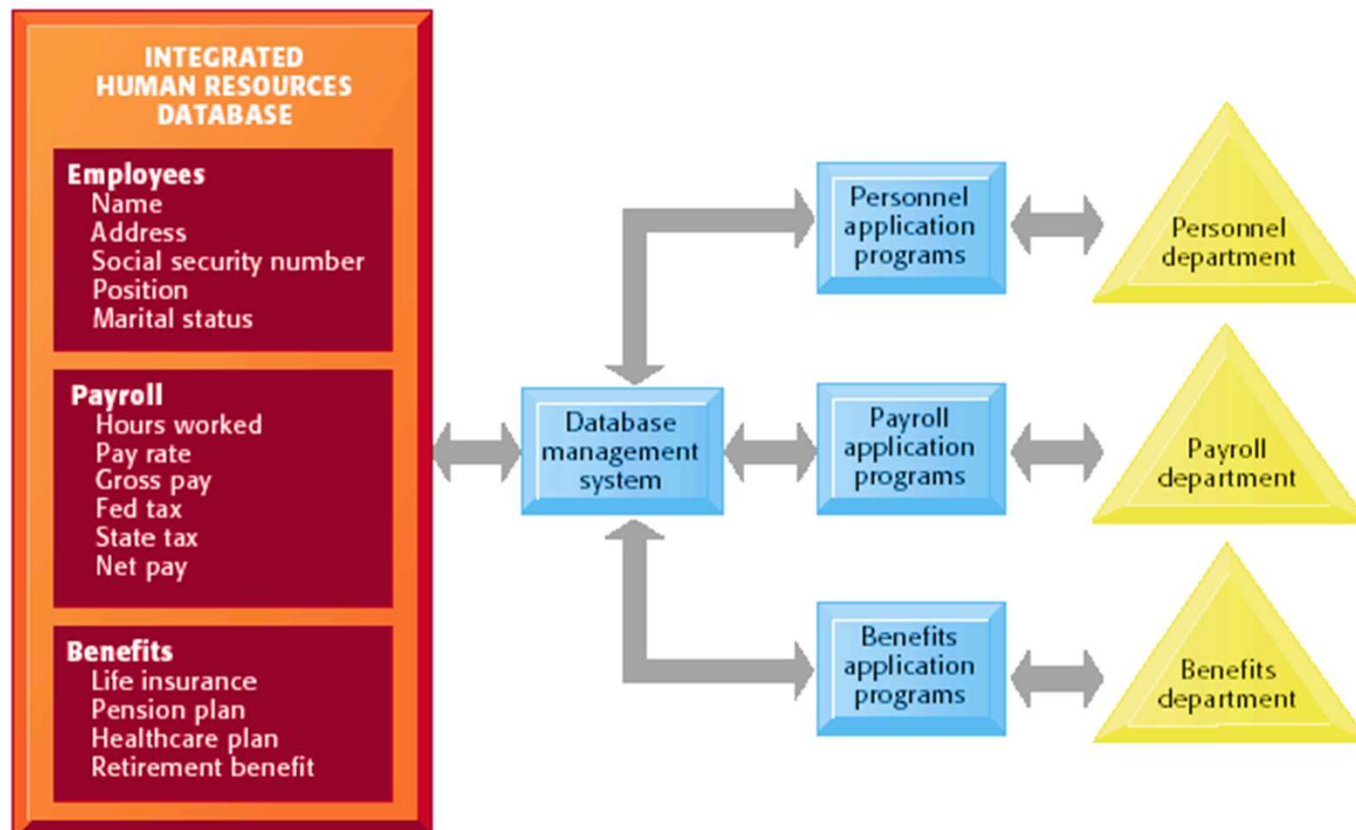 INTEGRATED
HUMAN RESOURCES
DATABASE
Employees
Name
Address
Social security number
Position
Marital status
Payroll
Hours worked
Pay rate
Gross pay
Fed tax
State tax
Net pay
Benefits
Life insurance
Pension plan
Healthcare plan
Retirement benefit
Database
management
system
Personnel
application
programs
Personnel
department
Payroll
application
programs
Payroll
department
Benefits
application
programs
Benefits
department